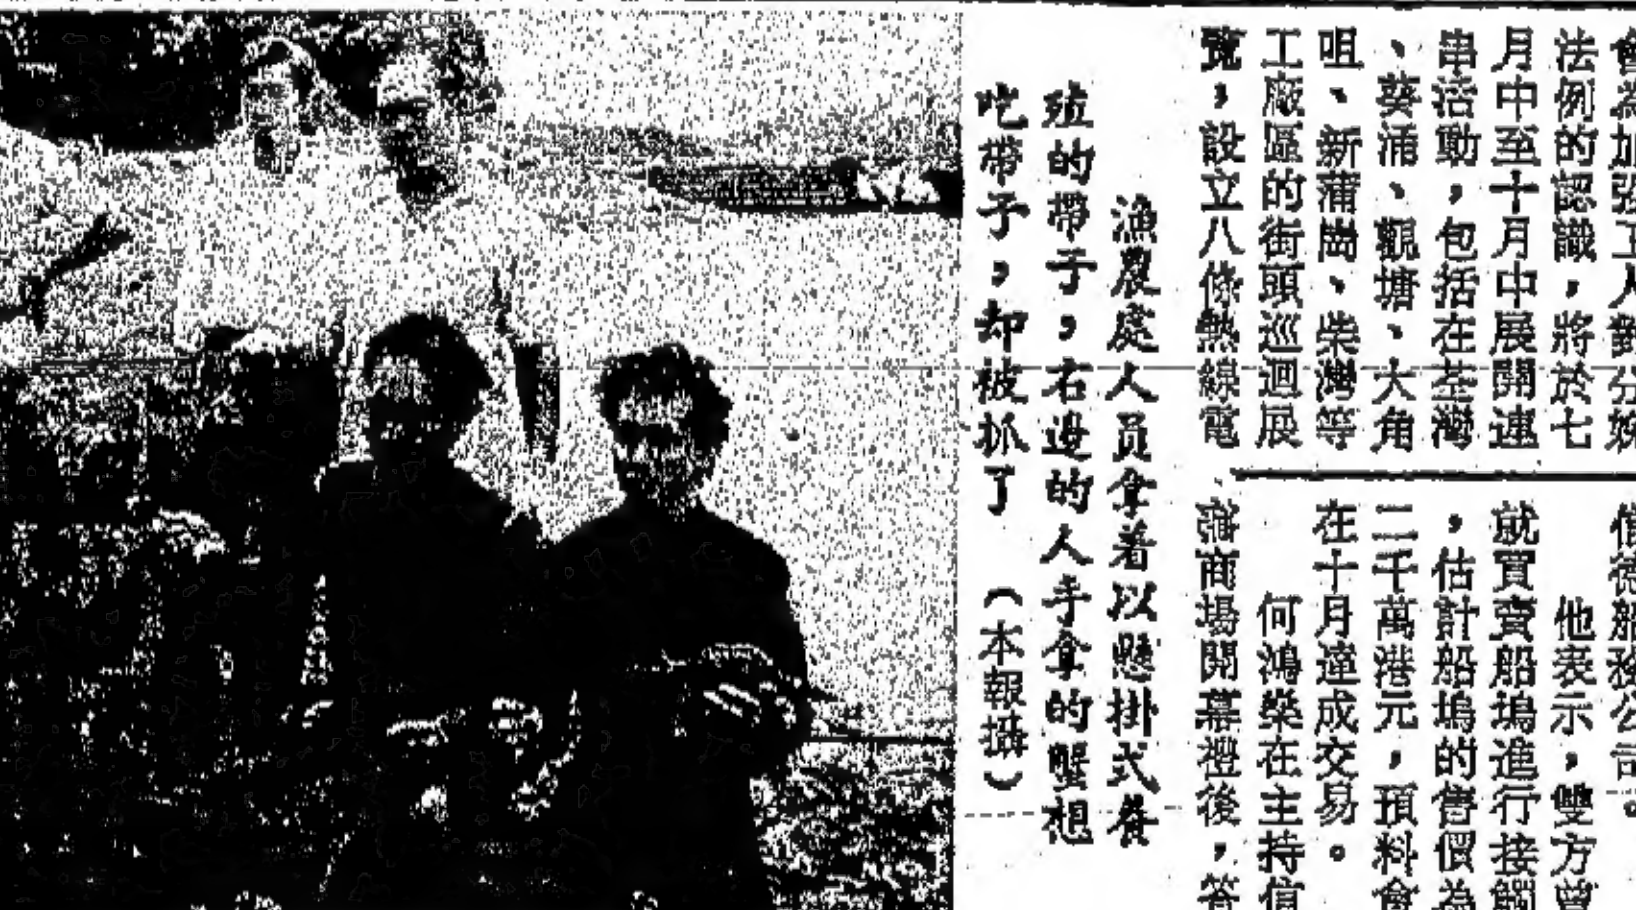 會為加強工人對分娩
法例的認識，將於七
月中至十月中展開連
串活動，包括在荃灣
、葵涌、觀塘、大角
咀、新蒲崗、柴灣等
工廠區的街頭巡迴展
覽，設立八條熱線電
信德船務公司。
他表示，雙方曾
就買賣船塢進行接觸
，估計船塢的售價為
二千萬港元，預料會
在十月達成交易。
何鴻燊在主持信
商場開幕禮後，答
漁農處人員拿着以懸掛式養
殖的帶子，右邊的人手拿的蟹想
吃帶子，却被抓了 （本報攝）